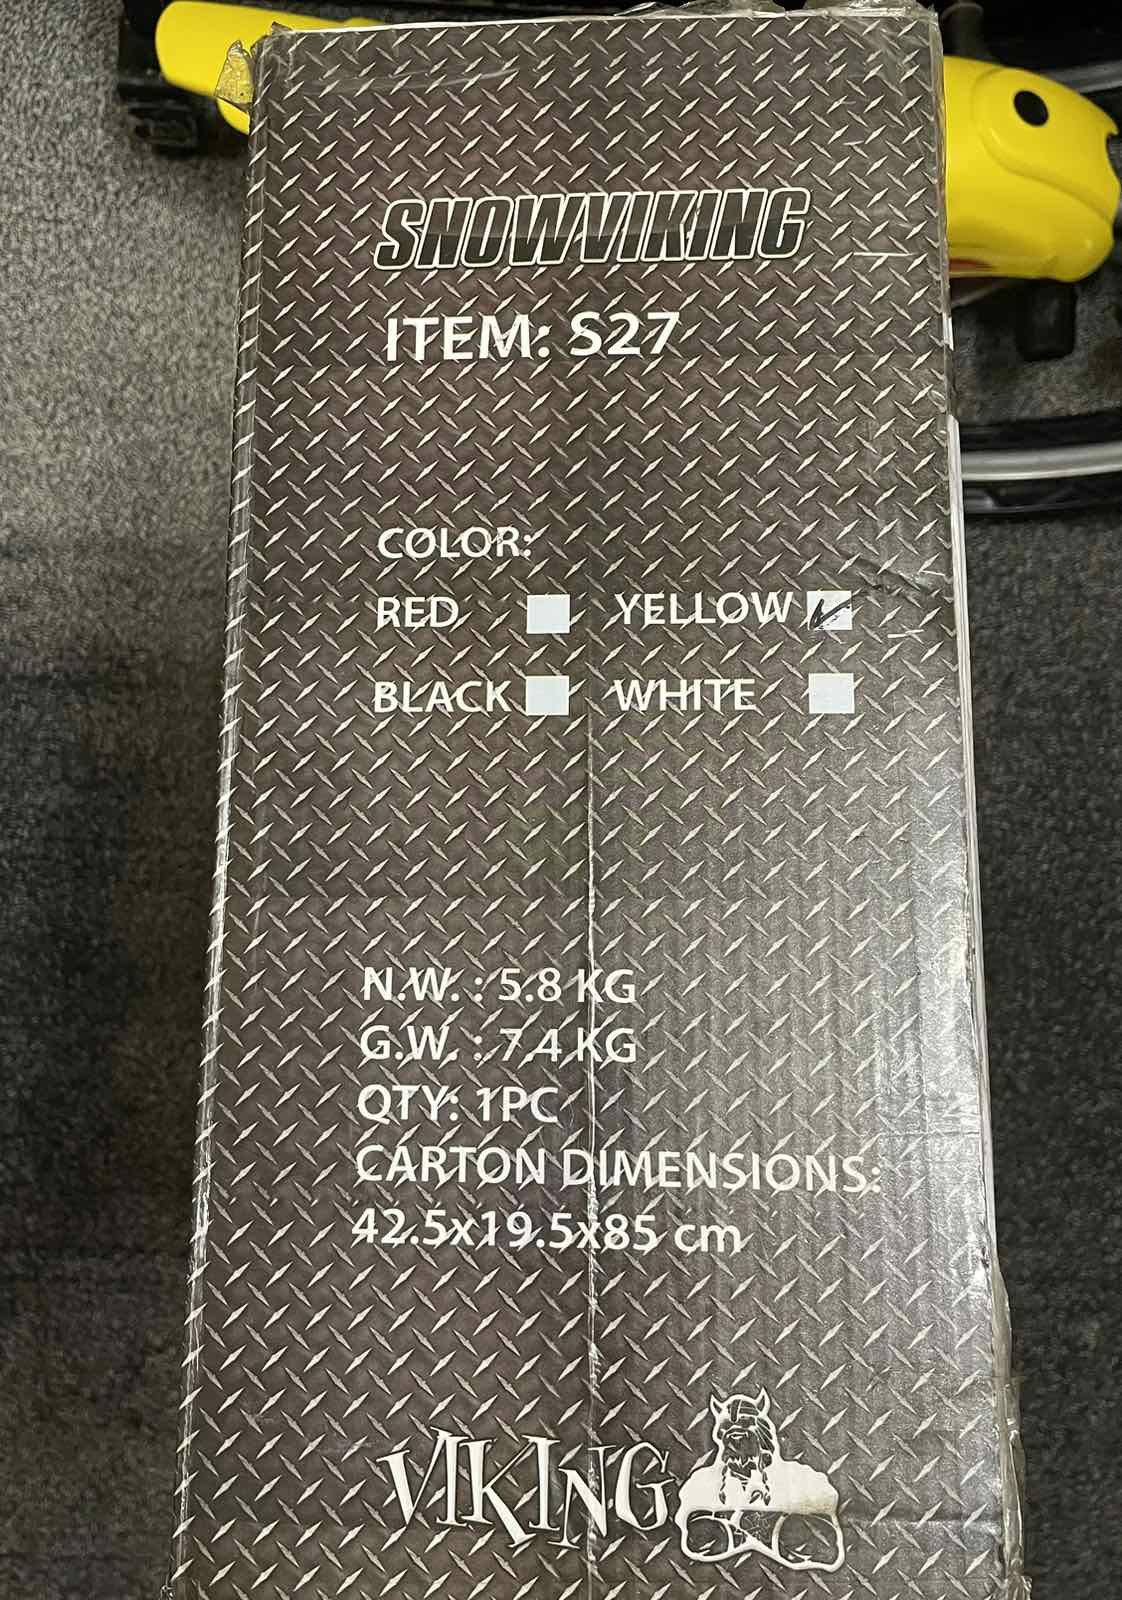 SNOWVIKING
ITEM: S27
COLOR:
RED YELLOW
BLACK WHITE
N.W. : 5.8 KG
G.W. : 7.4 KG
QTY: 1PC
CARTON DIMENSIONS:
42.5x19.5x85 cm
VIKING